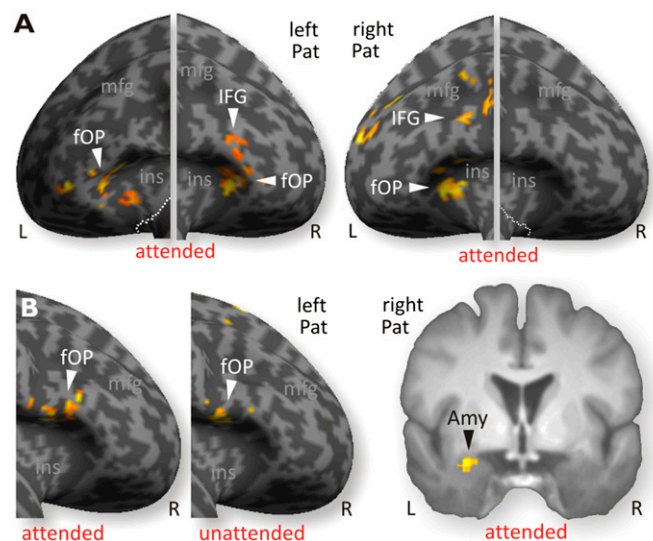 A
left right
Pat Pat
mfg mfg
IFG IFG
fOP fOP fOP
ins ins ins ins
mfg mfg
L R L R
attended attended
B
left right
Pat Pat
fOP fOP
mfg mfg
Amy
ins ins
R R L R
attended unattended attended